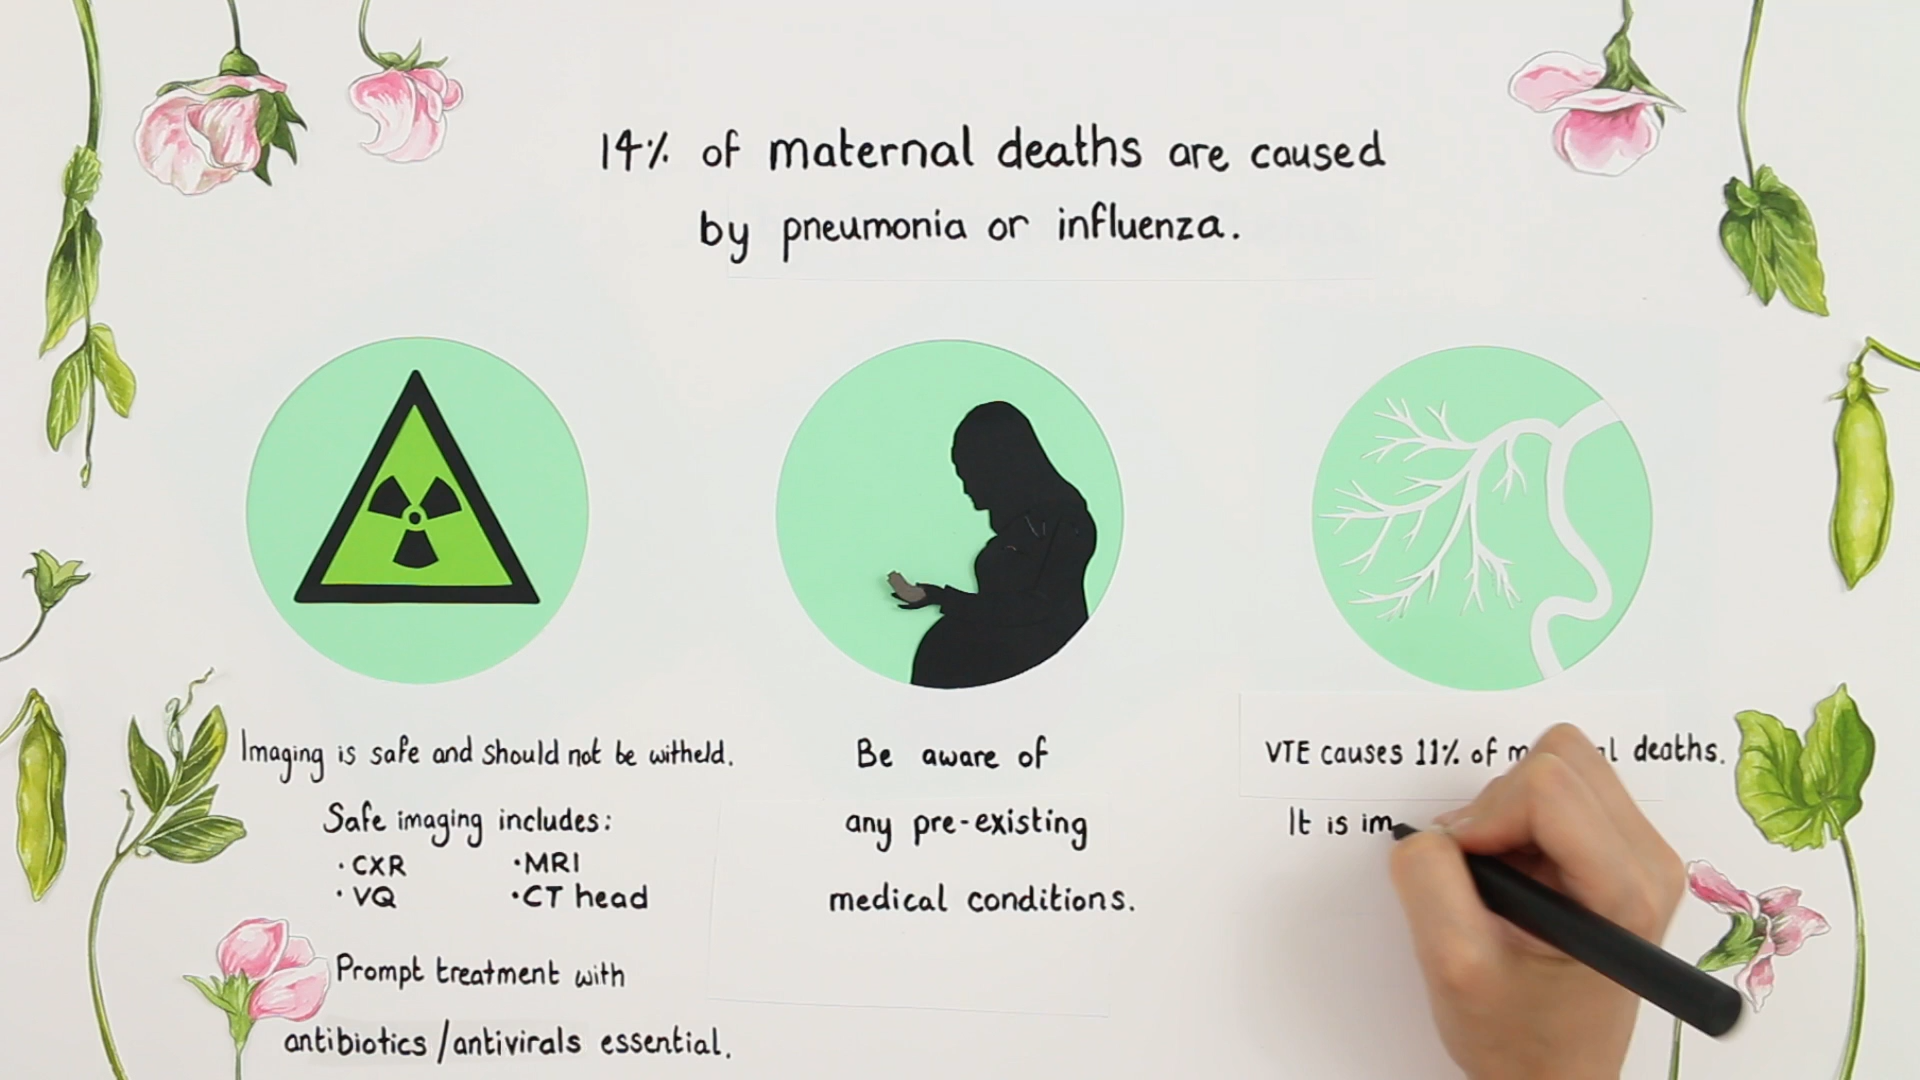 14% of maternal deaths are caused
by pneumonia or influenza.
Imaging is safe and should not be witheld.
Safe imaging includes:
· CXR
· MRI
· VQ
· CT head
Prompt treatment with
antibiotics / antivirals essential.
Be aware of
any pre-existing
medical conditions.
VTE causes 11% of deaths.
It is im